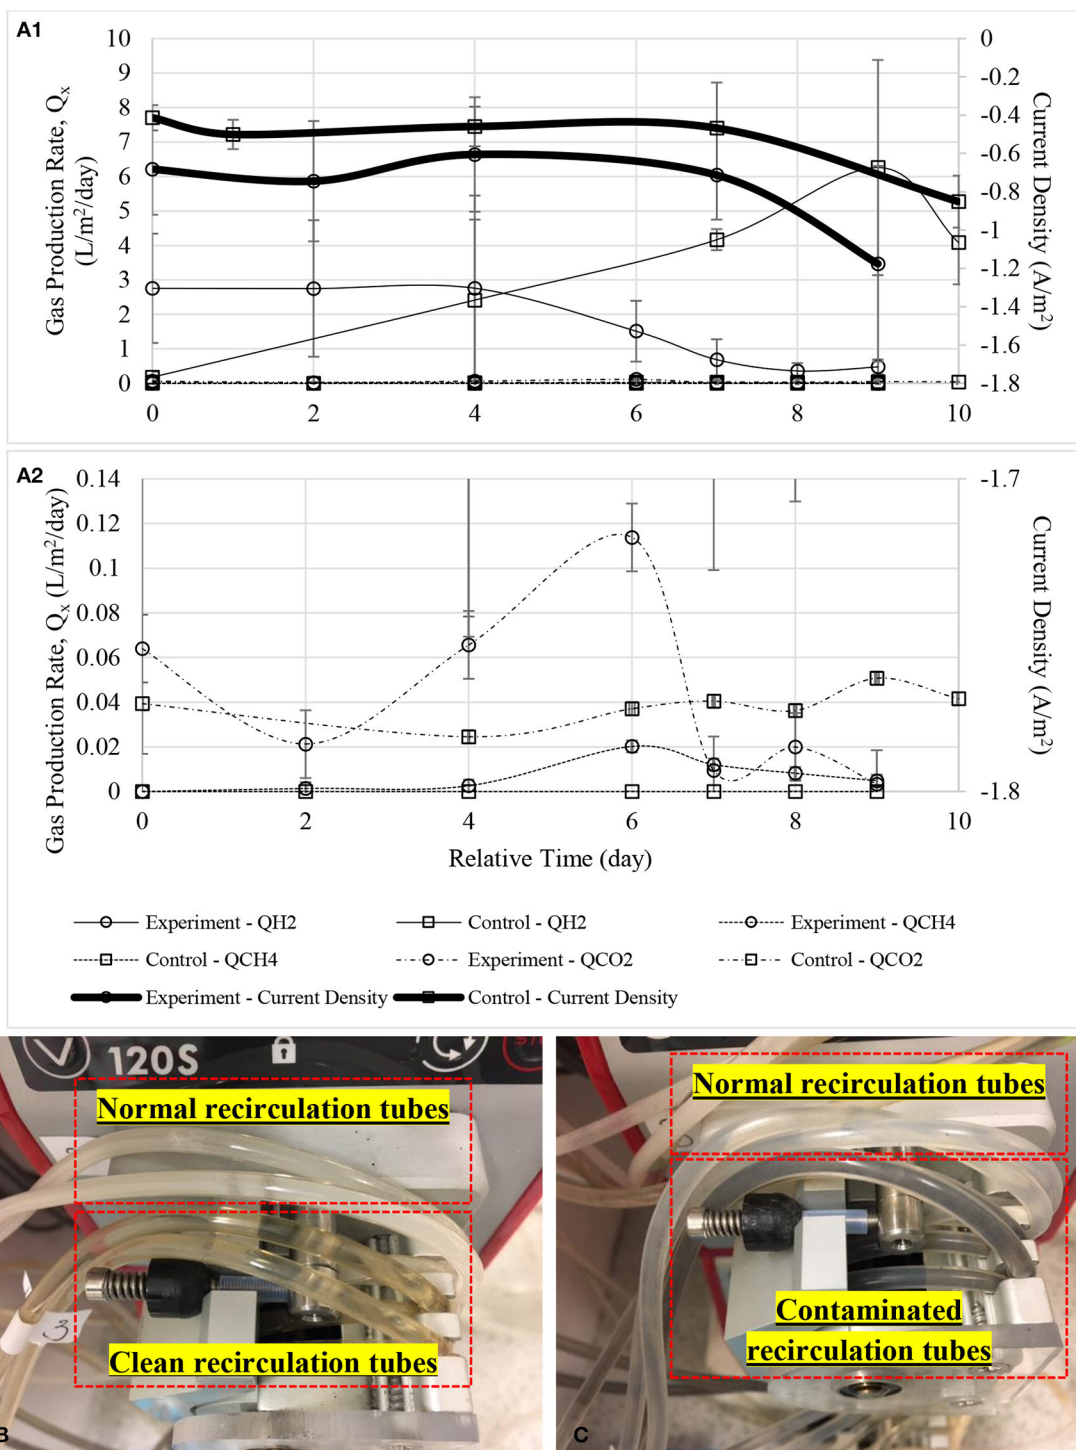 A1
Gas Production Rate, Qx
(L/m2/day)
10
9
8
7
6
5
4
3
2
1
0
0 2 4 6 8 10
0
-0.2
-0.4
-0.6
-0.8
-1
-1.2
-1.4
-1.6
-1.8
Current Density (A/m2)
A2
Gas Production Rate, Qx (L/m2/day)
0.14
0.12
0.1
0.08
0.06
0.04
0.02
0
0 2 4 6 8 10
-1.7
-1.8
Current Density (A/m2)
Relative Time (day)
Experiment - QH2 Control - QH2 Experiment - QCH4
Control - QCH4 Experiment - QCO2 Control - QCO2
Experiment - Current Density Control - Current Density
120S
Normal recirculation tubes
3
Clean recirculation tubes
B
Normal recirculation tubes
Contaminated
recirculation tubes
C